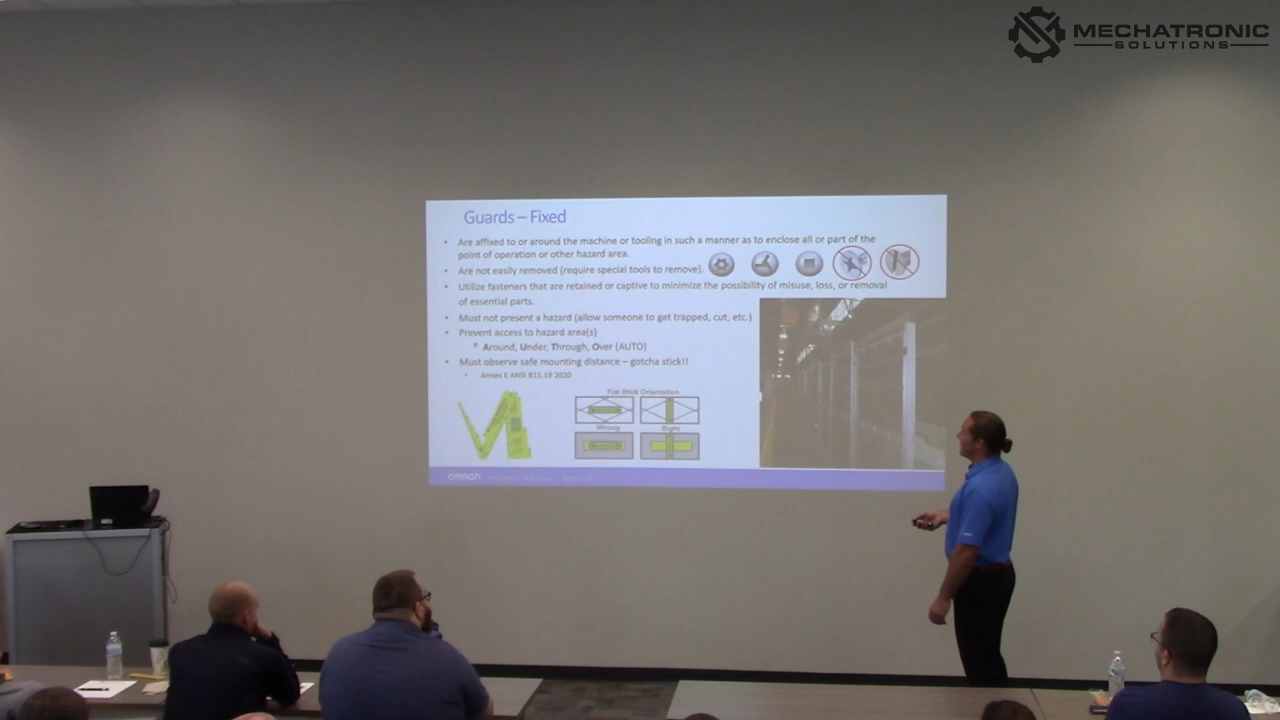 MECHATRONIC
SOLUTIONS
Guards – Fixed
• Are affixed to or around the machine or tooling in such a manner as to enclose all or part of the
point of operation or other hazard area.
• Are not easily removed (require special tools to remove).
• Utilize fasteners that are retained or captive to minimize the possibility of misuse, loss, or removal
of essential parts.
• Must not present a hazard (allow someone to get trapped, cut, etc.)
• Prevent access to hazard area(s)
Around, Under, Through, Over (AUTO)
• Must observe safe mounting distance – gotcha stick!!
• Annex E ANSI B11.19 2020
Flat Stick Orientation
Wrong Right
OMRON